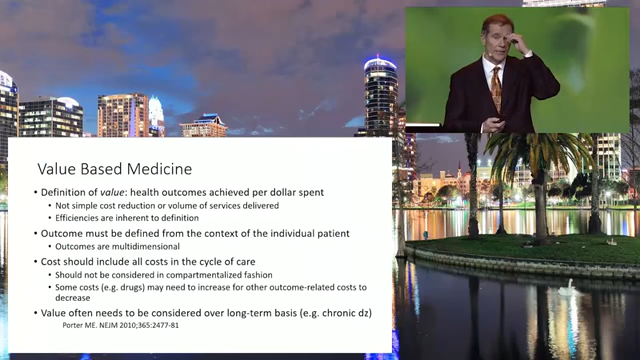 Value Based Medicine
• Definition of value: health outcomes achieved per dollar spent
• Not simple cost reduction or volume of services delivered
• Efficiencies are inherent to definition
• Outcome must be defined from the context of the individual patient
• Outcomes are multidimensional
• Cost should include all costs in the cycle of care
• Should not be considered in compartmentalized fashion
• Some costs (e.g. drugs) may need to increase for other outcome-related costs to
decrease
• Value often needs to be considered over long-term basis (e.g. chronic dz)
Porter ME. NEJM 2010;365:2477-81